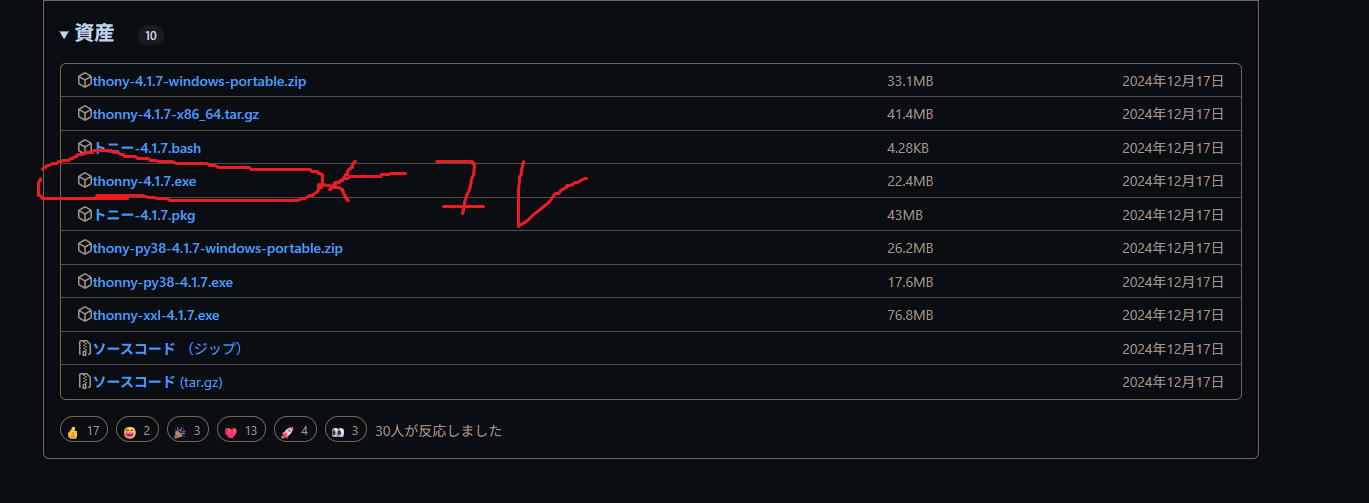 資産 10
thony-4.1.7-windows-portable.zip 33.1MB 2024年12月17日
thonny-4.1.7-x86_64.tar.gz 41.4MB 2024年12月17日
トニー-4.1.7.bash 4.28KB 2024年12月17日
thonny-4.1.7.exe 22.4MB 2024年12月17日
コレ
トニー-4.1.7.pkg 43MB 2024年12月17日
thony-py38-4.1.7-windows-portable.zip 26.2MB 2024年12月17日
thonny-py38-4.1.7.exe 17.6MB 2024年12月17日
thonny-xxl-4.1.7.exe 76.8MB 2024年12月17日
ソースコード （ジップ） 2024年12月17日
ソースコード (tar.gz) 2024年12月17日
👍 17 😄 2 🎉 3 ❤️ 13 🚀 4 👀 3 30人が反応しました